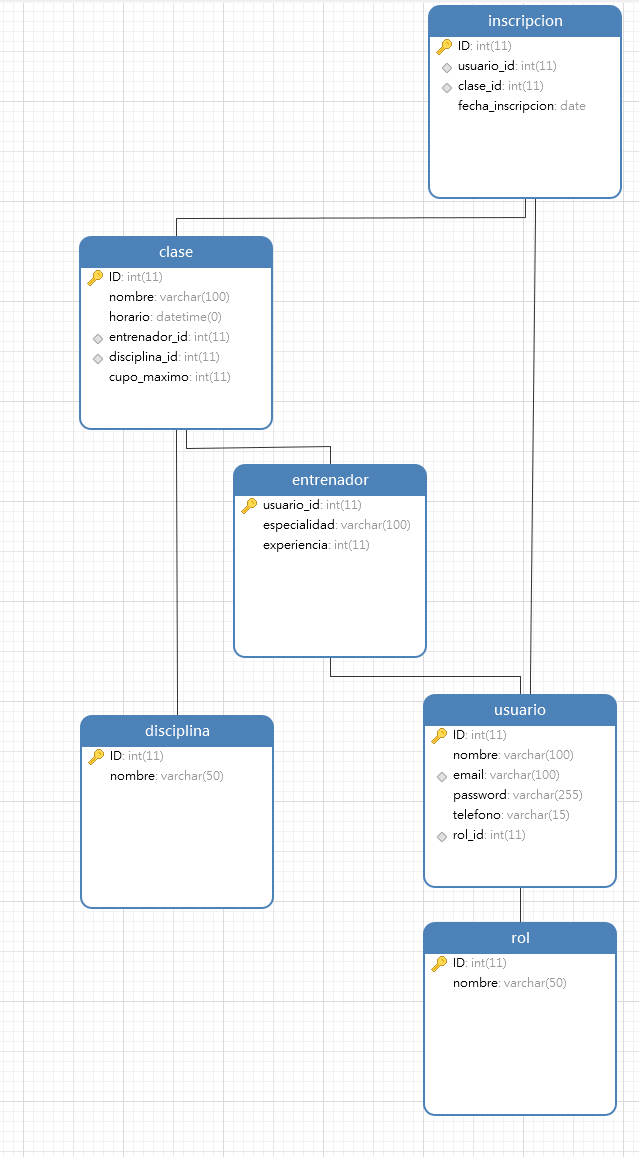 inscripcion
ID: int(11)
usuario_id: int(11)
clase_id: int(11)
fecha_inscripcion: date
clase
ID: int(11)
nombre: varchar(100)
horario: datetime(0)
entrenador_id: int(11)
disciplina_id: int(11)
cupo_maximo: int(11)
entrenador
usuario_id: int(11)
especialidad: varchar(100)
experiencia: int(11)
disciplina
ID: int(11)
nombre: varchar(50)
usuario
ID: int(11)
nombre: varchar(100)
email: varchar(100)
password: varchar(255)
telefono: varchar(15)
rol_id: int(11)
rol
ID: int(11)
nombre: varchar(50)